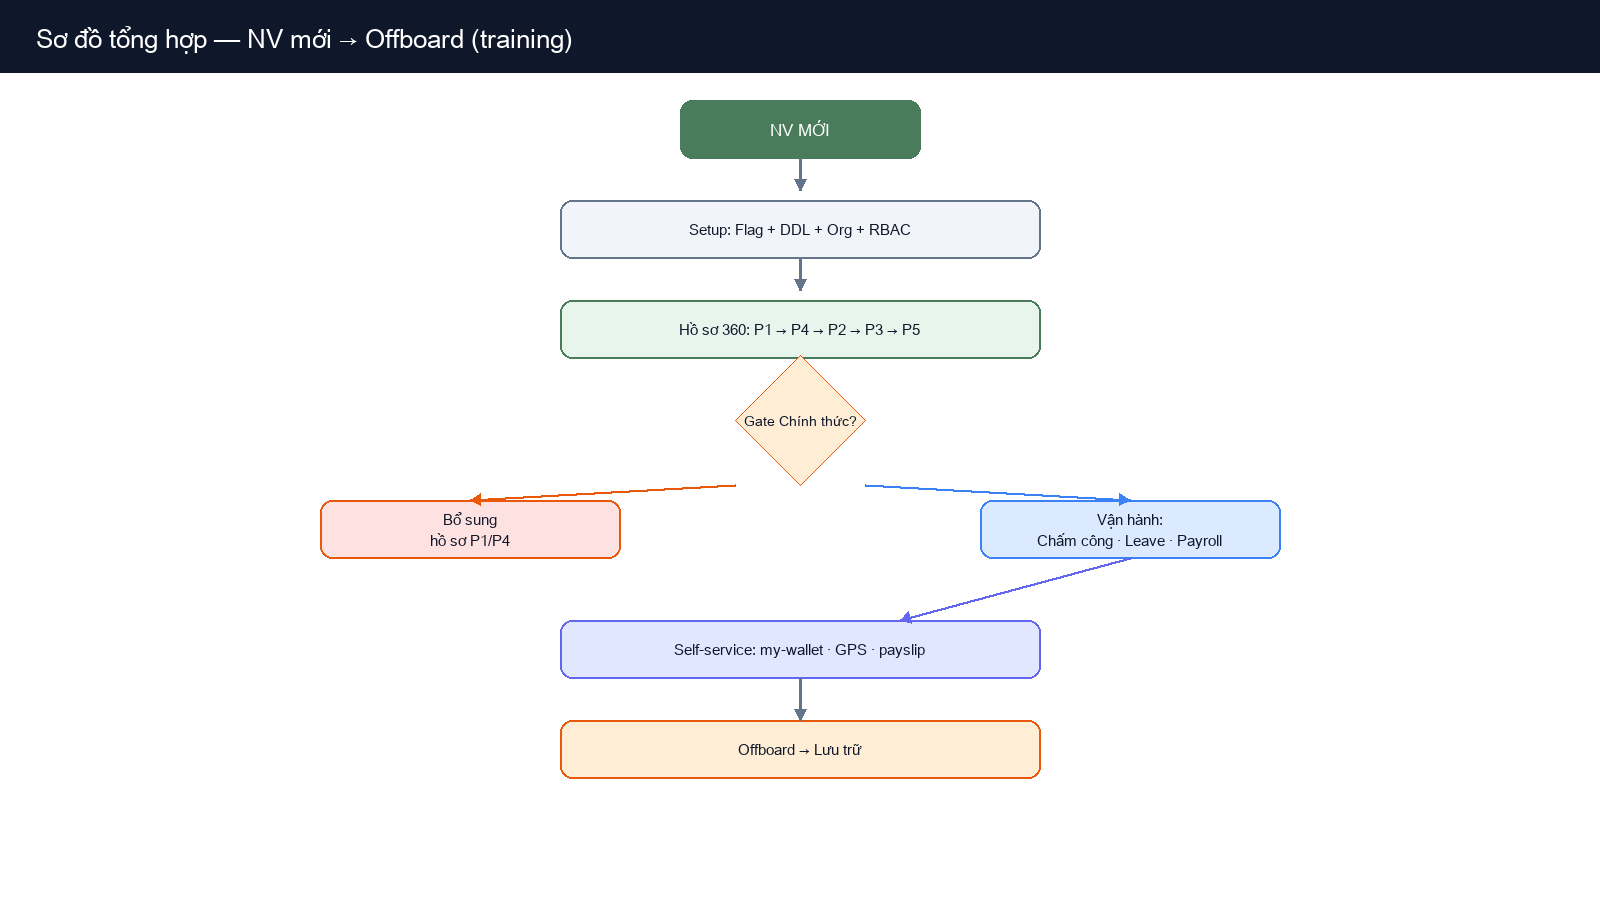 Sơ đồ tổng hợp — NV mới → Offboard (training)
NV MỚI
Setup: Flag + DDL + Org + RBAC
Hồ sơ 360: P1 → P4 → P2 → P3 → P5
Gate Chính thức?
Bổ sung
hồ sơ P1/P4
Vận hành:
Chấm công · Leave · Payroll
Self-service: my-wallet · GPS · payslip
Offboard → Lưu trữ